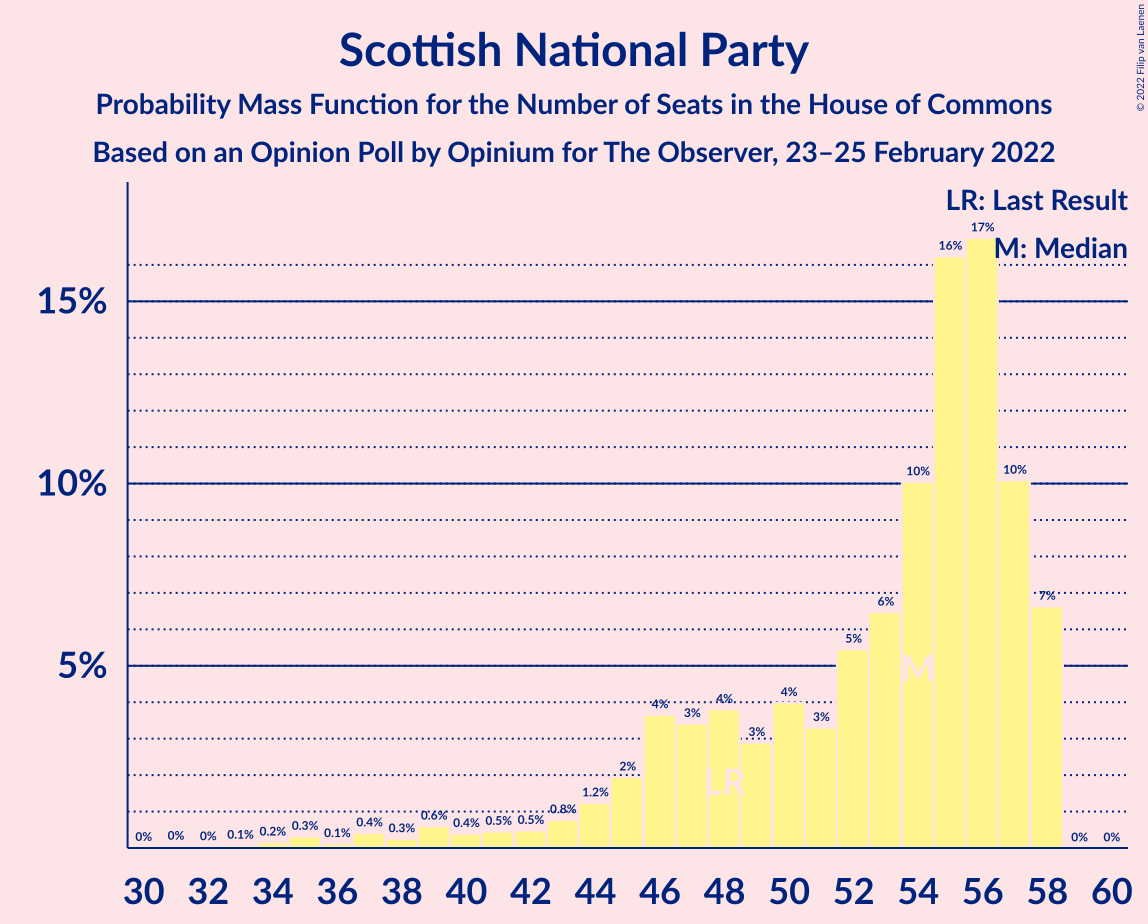 Scottish National Party
Probability Mass Function for the Number of Seats in the House of Commons
Based on an Opinion Poll by Opinium for The Observer, 23–25 February 2022
© 2022 Filip van Laenen
LR: Last Result
M: Median
15%
10%
5%
0% 0% 0% 0.1% 0.2% 0.3% 0.1% 0.4% 0.3% 0.6% 0.4% 0.5% 0.5% 0.8% 1.2% 2% 4% 3% 4% 3% 4% 3% 5% 6% 10% 16% 17% 10% 7% 0% 0%
M
LR
30 32 34 36 38 40 42 44 46 48 50 52 54 56 58 60